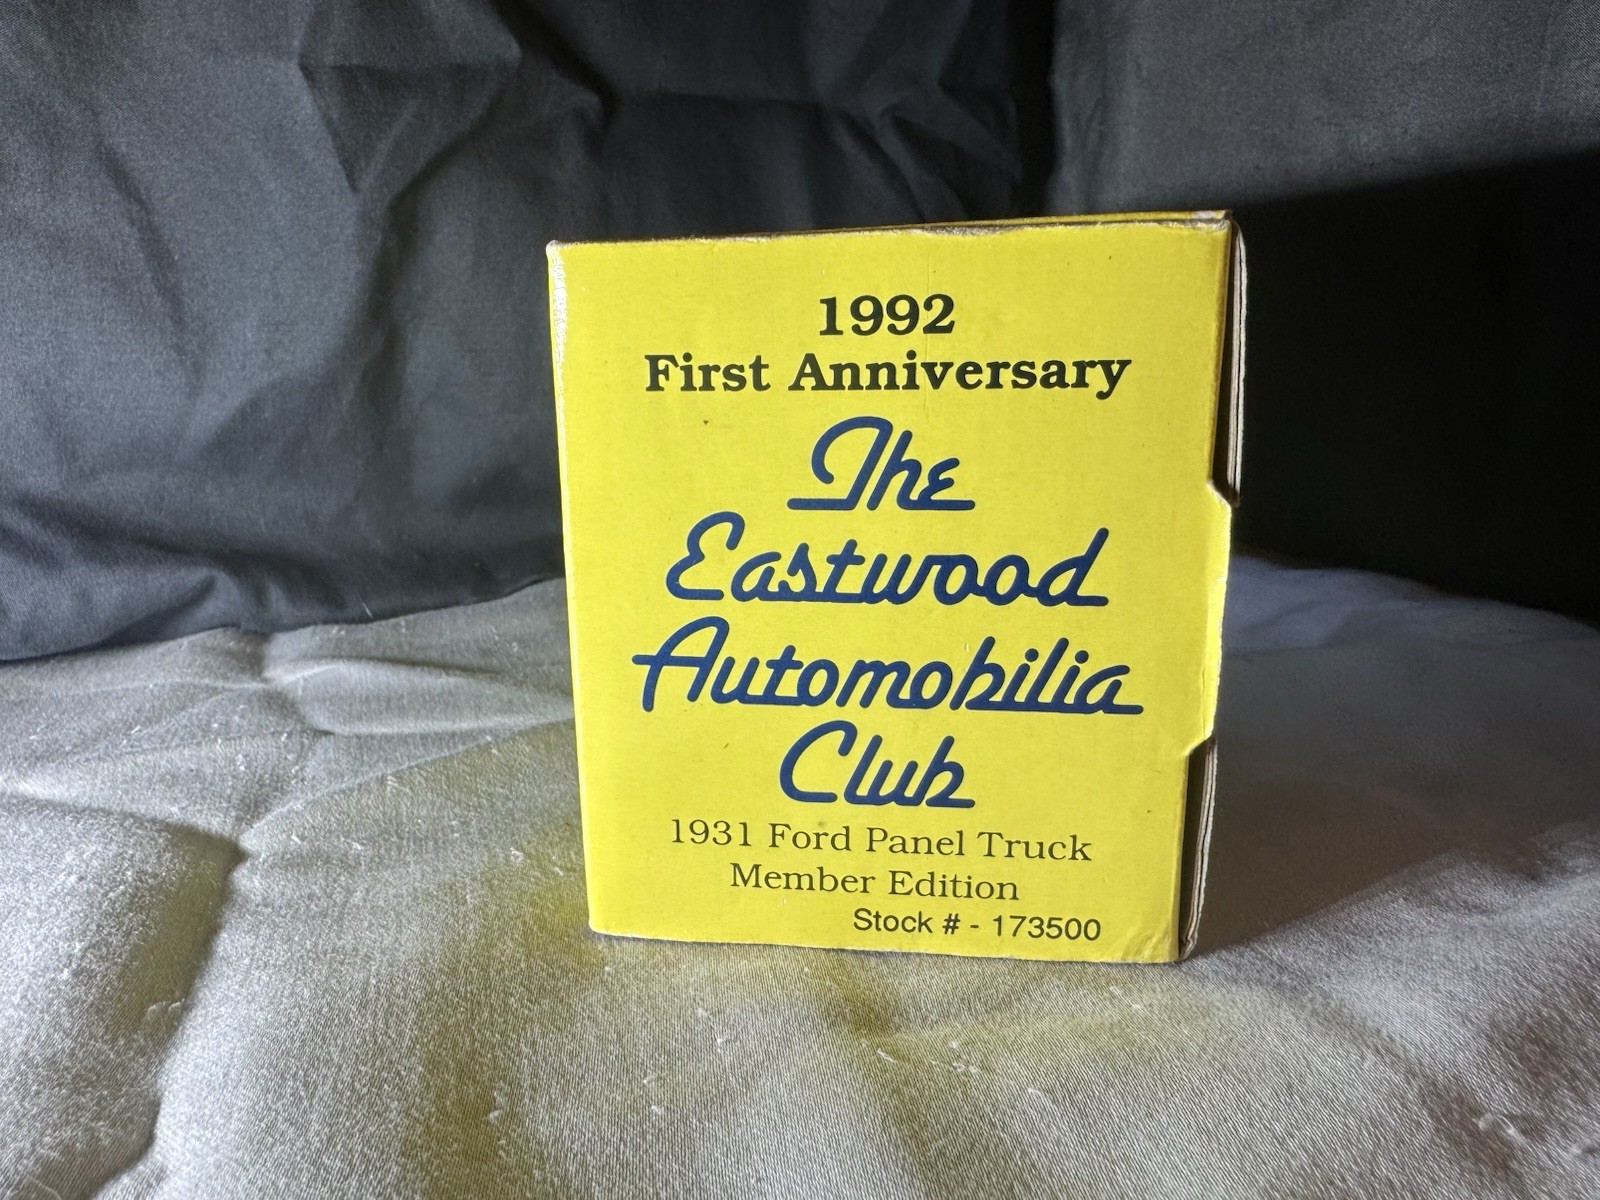 1992
First Anniversary
The
Eastwood
Automobilia
Club
1931 Ford Panel Truck
Member Edition
Stock # - 173500